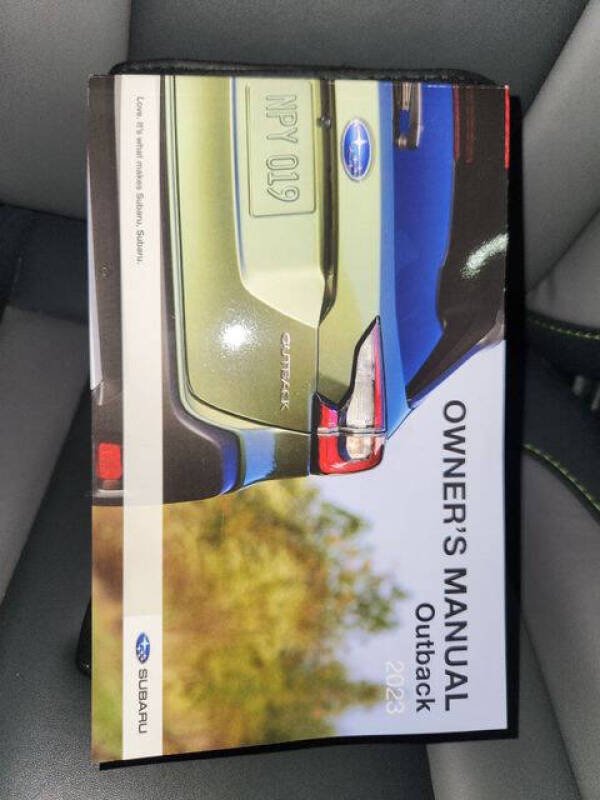 OWNER'S MANUAL
Outback
2023
NPY 019
OUTBACK
Love. It's what makes Subaru, Subaru.
SUBARU